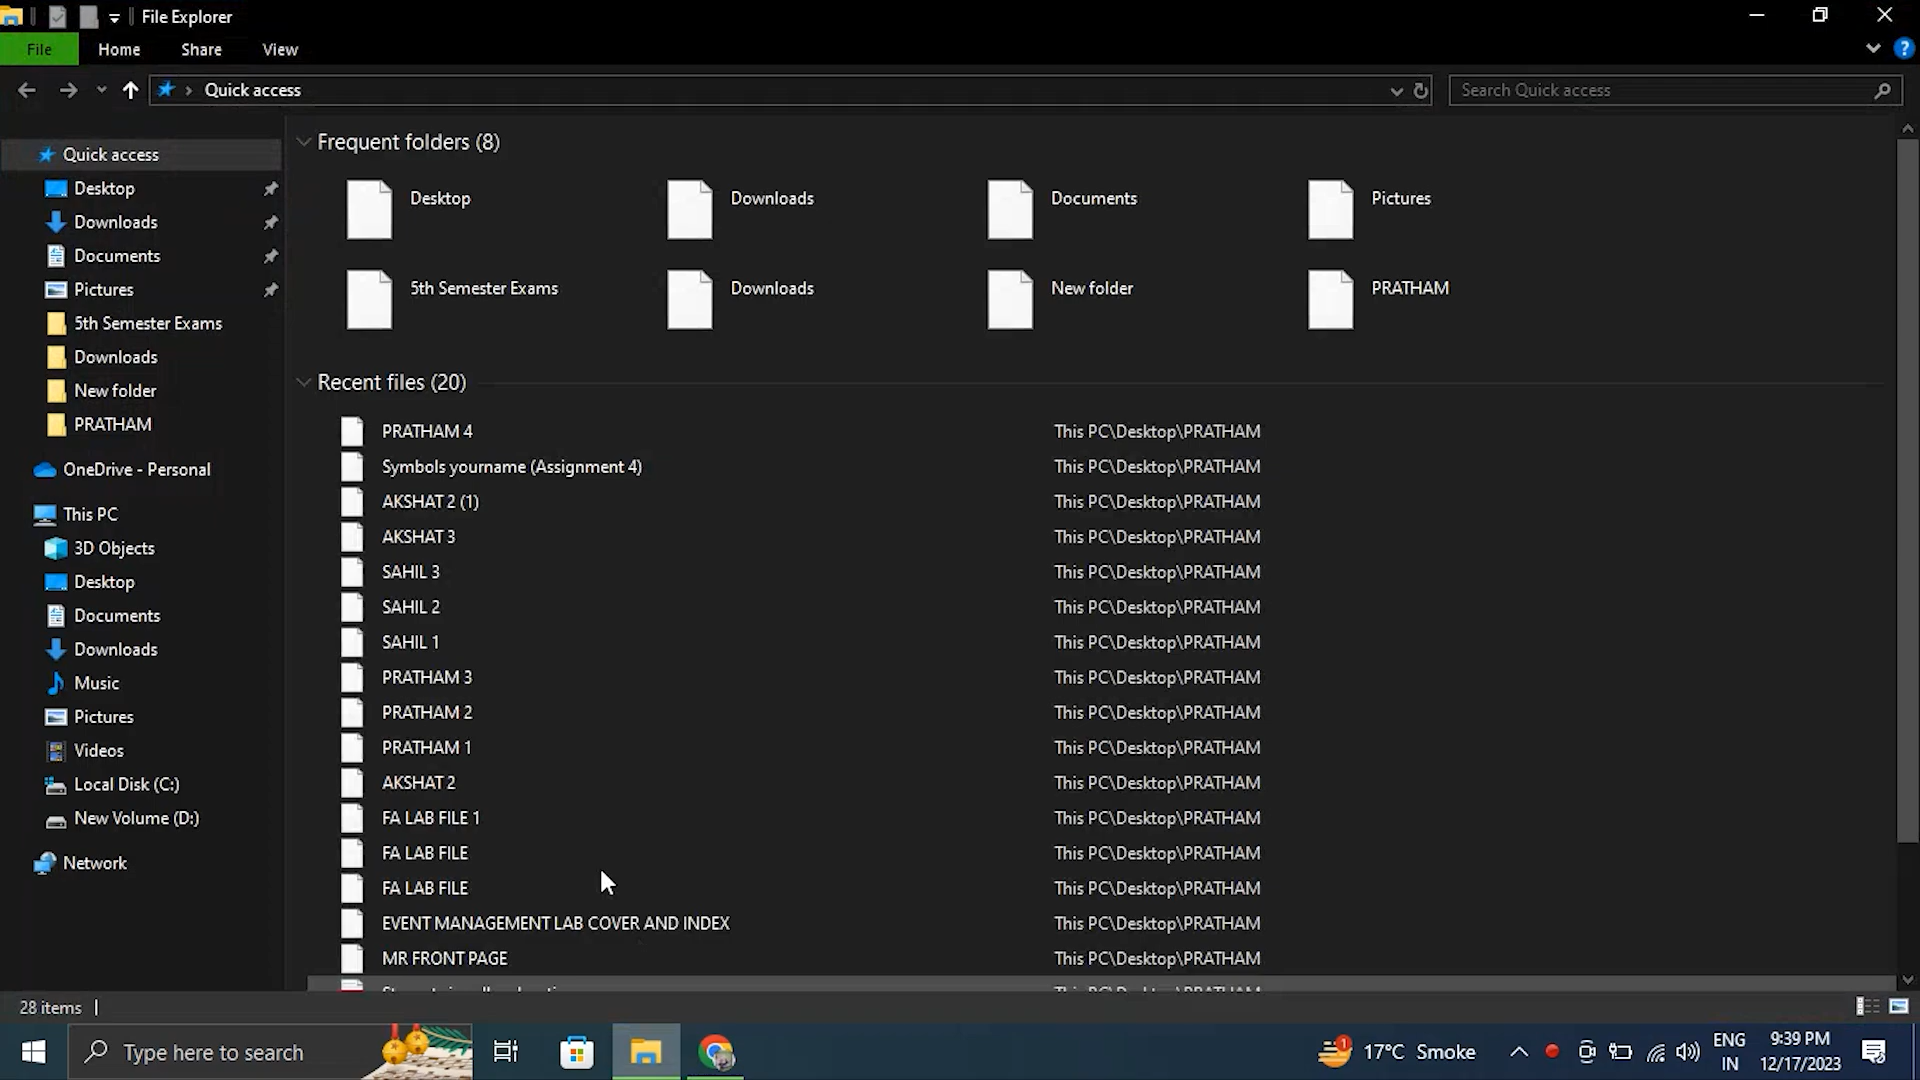 File Explorer
File Home Share View
Quick access
Search Quick access
Quick access
Desktop
Downloads
Documents
Pictures
5th Semester Exams
Downloads
New folder
PRATHAM
OneDrive - Personal
This PC
3D Objects
Desktop
Documents
Downloads
Music
Pictures
Videos
Local Disk (C:)
New Volume (D:)
Network
Frequent folders (8)
Desktop Downloads Documents Pictures
5th Semester Exams Downloads New folder PRATHAM
Recent files (20)
PRATHAM 4 This PC\Desktop\PRATHAM
Symbols yourname (Assignment 4) This PC\Desktop\PRATHAM
AKSHAT 2 (1) This PC\Desktop\PRATHAM
AKSHAT 3 This PC\Desktop\PRATHAM
SAHIL 3 This PC\Desktop\PRATHAM
SAHIL 2 This PC\Desktop\PRATHAM
SAHIL 1 This PC\Desktop\PRATHAM
PRATHAM 3 This PC\Desktop\PRATHAM
PRATHAM 2 This PC\Desktop\PRATHAM
PRATHAM 1 This PC\Desktop\PRATHAM
AKSHAT 2 This PC\Desktop\PRATHAM
FA LAB FILE 1 This PC\Desktop\PRATHAM
FA LAB FILE This PC\Desktop\PRATHAM
FA LAB FILE This PC\Desktop\PRATHAM
EVENT MANAGEMENT LAB COVER AND INDEX This PC\Desktop\PRATHAM
MR FRONT PAGE This PC\Desktop\PRATHAM
This PC\Desktop\PRATHAM
28 items
Type here to search
1
17°C Smoke
ENG
IN
9:39 PM
12/17/2023